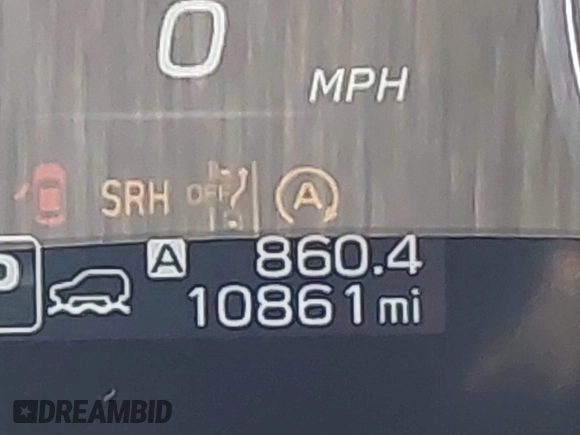 0
MPH
SRH OFF A
A 860.4
P 10861 mi
DREAMBID